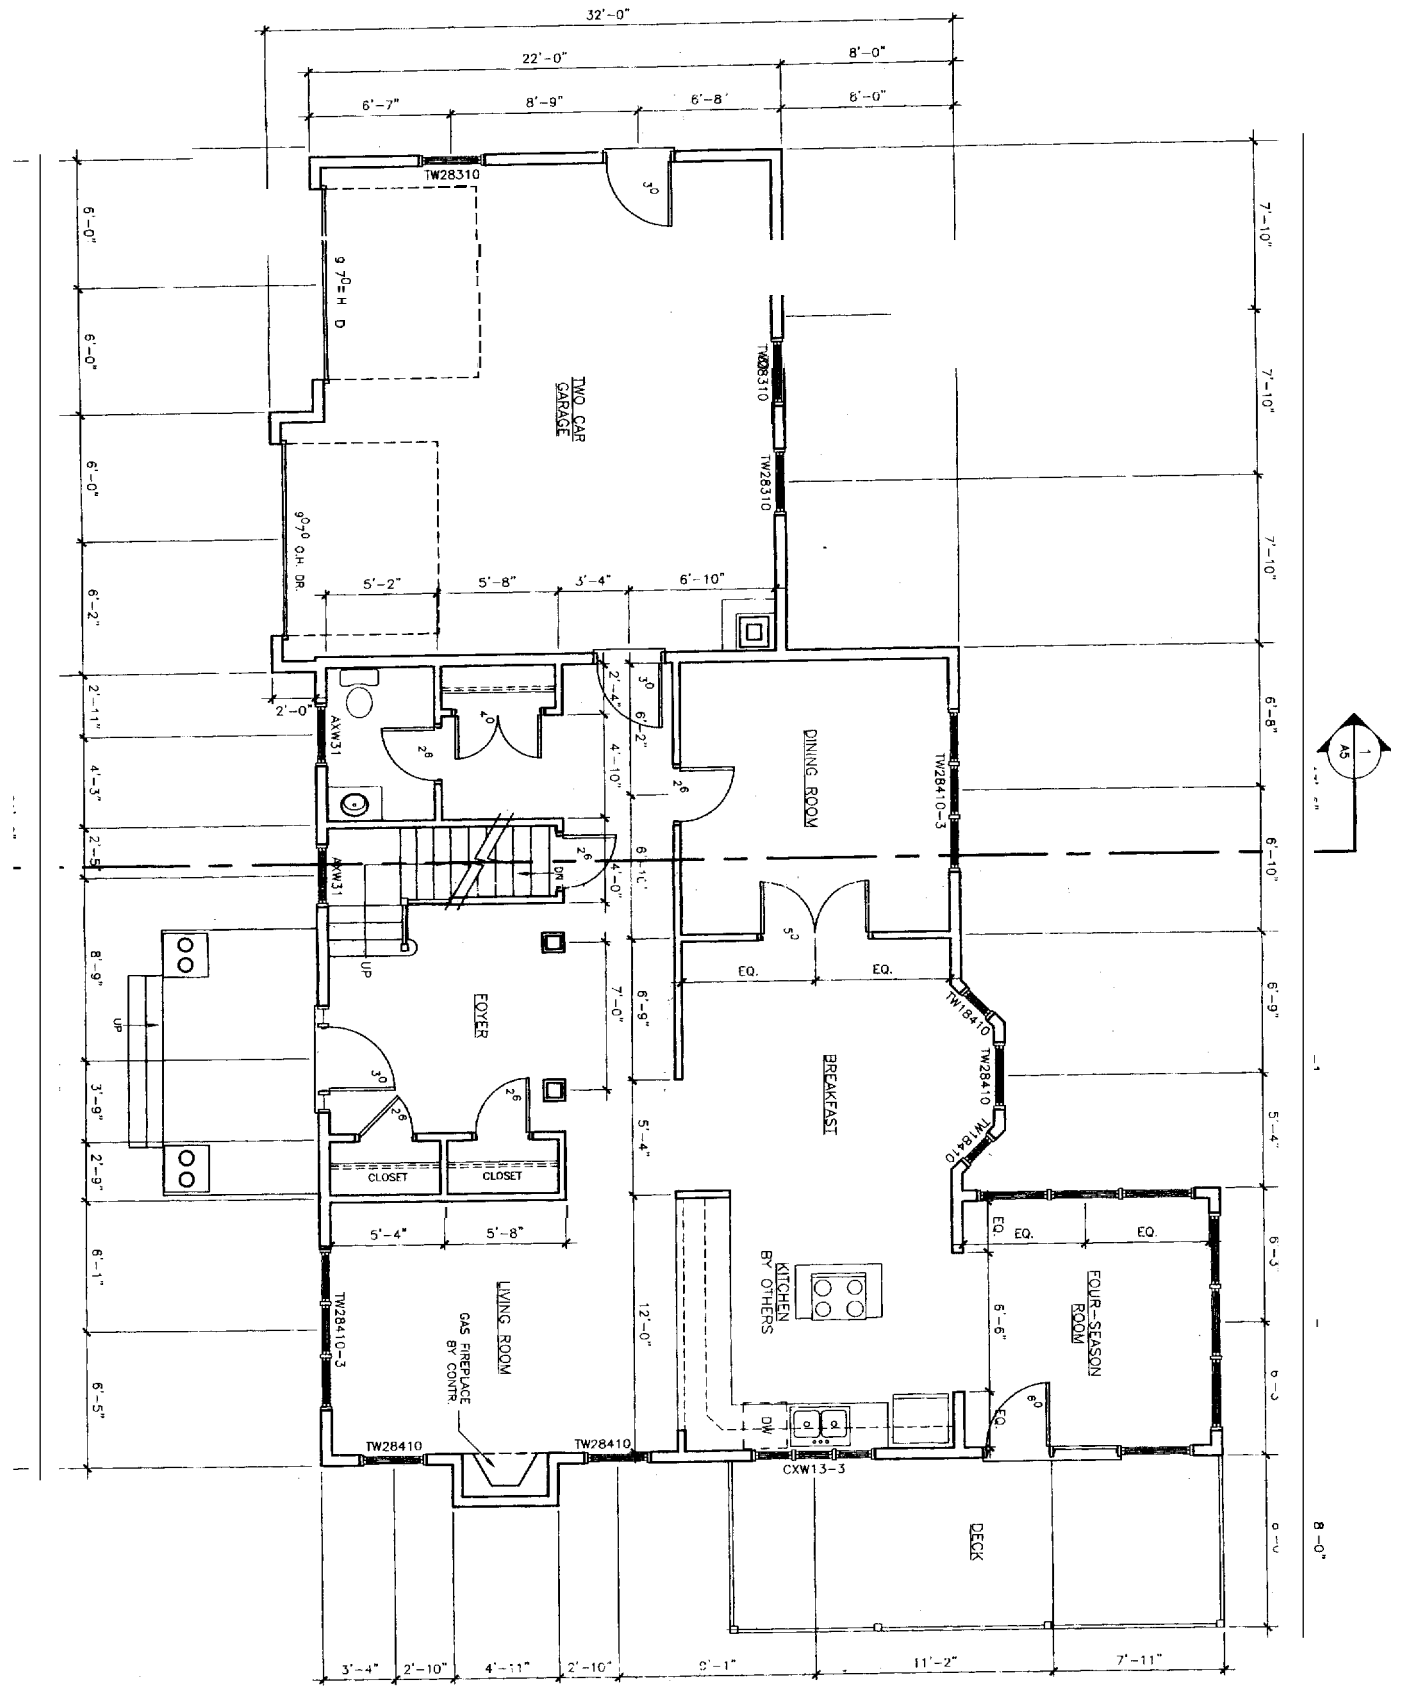 32'-0"
22'-0"
8'-0"
6'-7"
8'-9"
6'-8'
TW28310
3⁰
6'-0"
6'-0"
6'-0"
6'-2"
2'-11"
4'-3"
2'-5"
8'-9"
3'-9"
2'-9"
6'-1"
6'-5"
7'-10"
7'-10"
7'-10"
6'-8"
6'-10"
6'-9"
5'-4"
6'-3"
8'-0"
9 7⁰ H D
TWO CAR
GARAGE
TW28310
TW28310
9⁰7⁰ O.H. DR.
5'-2"
5'-8"
3'-4"
6'-10"
2'-0"
AXW31
4⁰
2⁶
3⁰
2'-4"
6'-2"
4'-10"
2⁶
DINING ROOM
TW28410-3
1
A5
AXW31
DN
2⁶
4'-0"
UP
5⁰
EQ.
EQ.
FOYER
7'-0"
6'-9"
UP
3⁰
2⁶
2⁶
CLOSET
CLOSET
BREAKFAST
TW18410
TW28410
TW18410
5'-4"
5'-4"
5'-8"
EQ.
EQ.
EQ.
LIVING ROOM
GAS FIREPLACE
BY CONTR.
TW28410-3
12'-0"
KITCHEN
BY OTHERS
FOUR-SEASON
ROOM
EQ.
6⁰
DW
TW28410
TW28410
CXW13-3
DECK
3'-4"
2'-10"
4'-11"
2'-10"
11'-2"
7'-11"